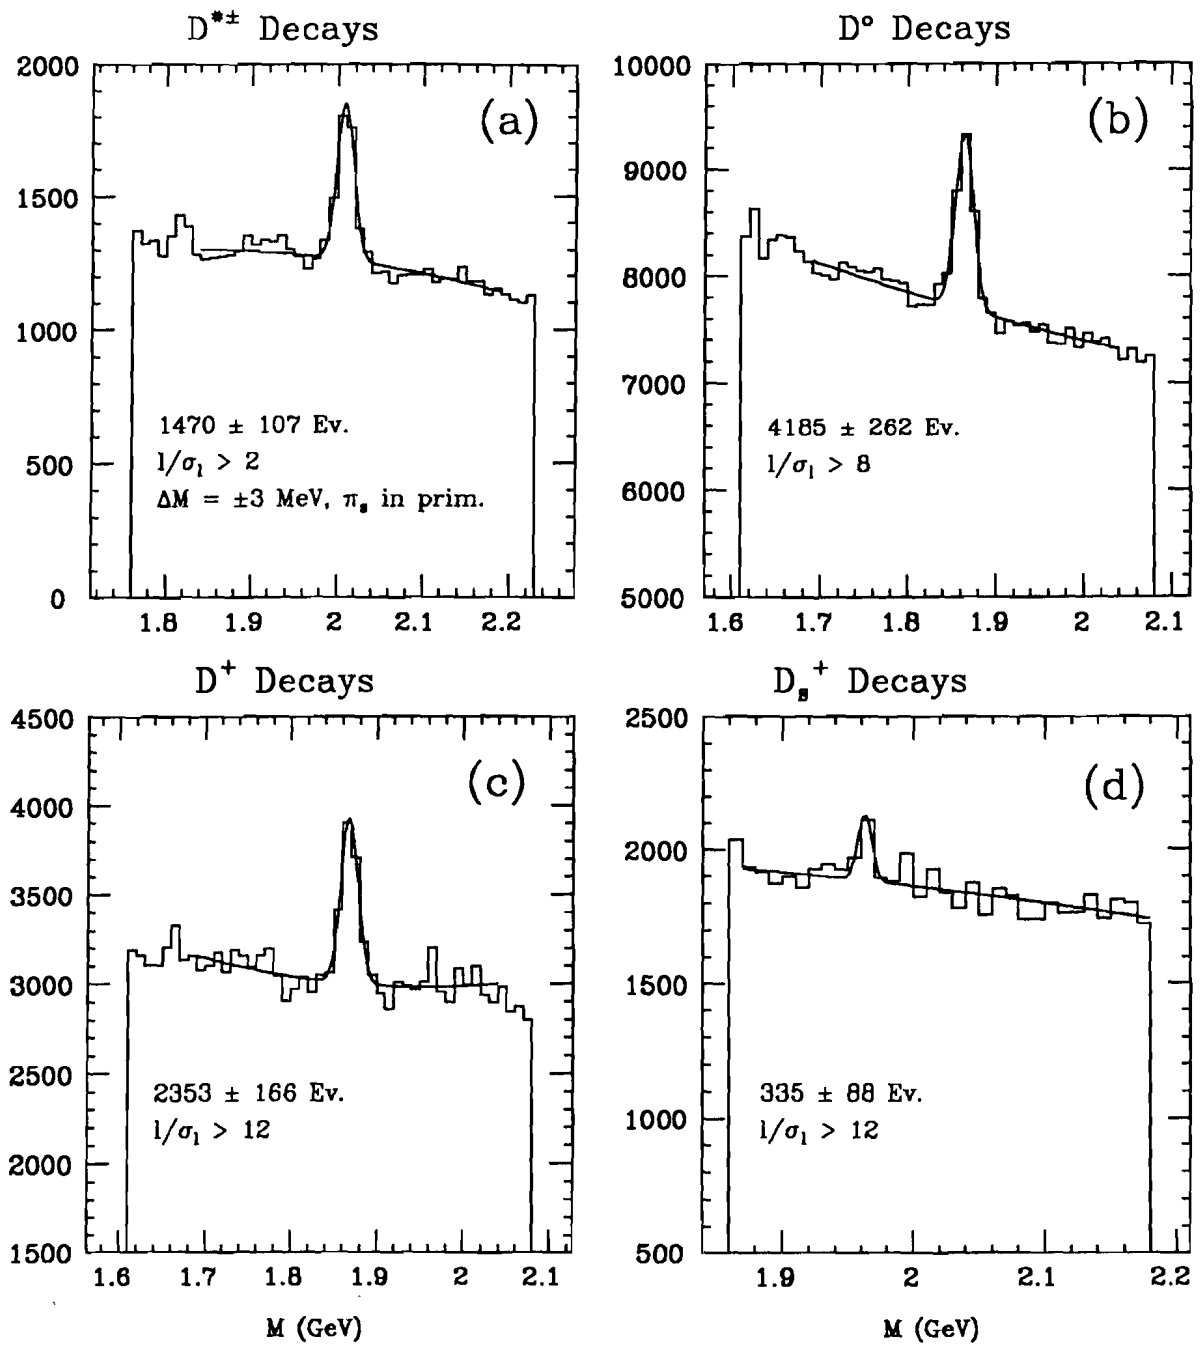 D*± Decays
2000
1500
1000
500
0
1.8 1.9 2 2.1 2.2
(a)
1470 ± 107 Ev.
l/σₗ > 2
ΔM = ±3 MeV, πₛ in prim.
D° Decays
10000
9000
8000
7000
6000
5000
1.6 1.7 1.8 1.9 2 2.1
(b)
4185 ± 262 Ev.
l/σₗ > 8
D⁺ Decays
4500
4000
3500
3000
2500
2000
1500
1.6 1.7 1.8 1.9 2 2.1
(c)
2353 ± 166 Ev.
l/σₗ > 12
M (GeV)
Dₛ⁺ Decays
2500
2000
1500
1000
500
1.9 2 2.1 2.2
(d)
335 ± 88 Ev.
l/σₗ > 12
M (GeV)